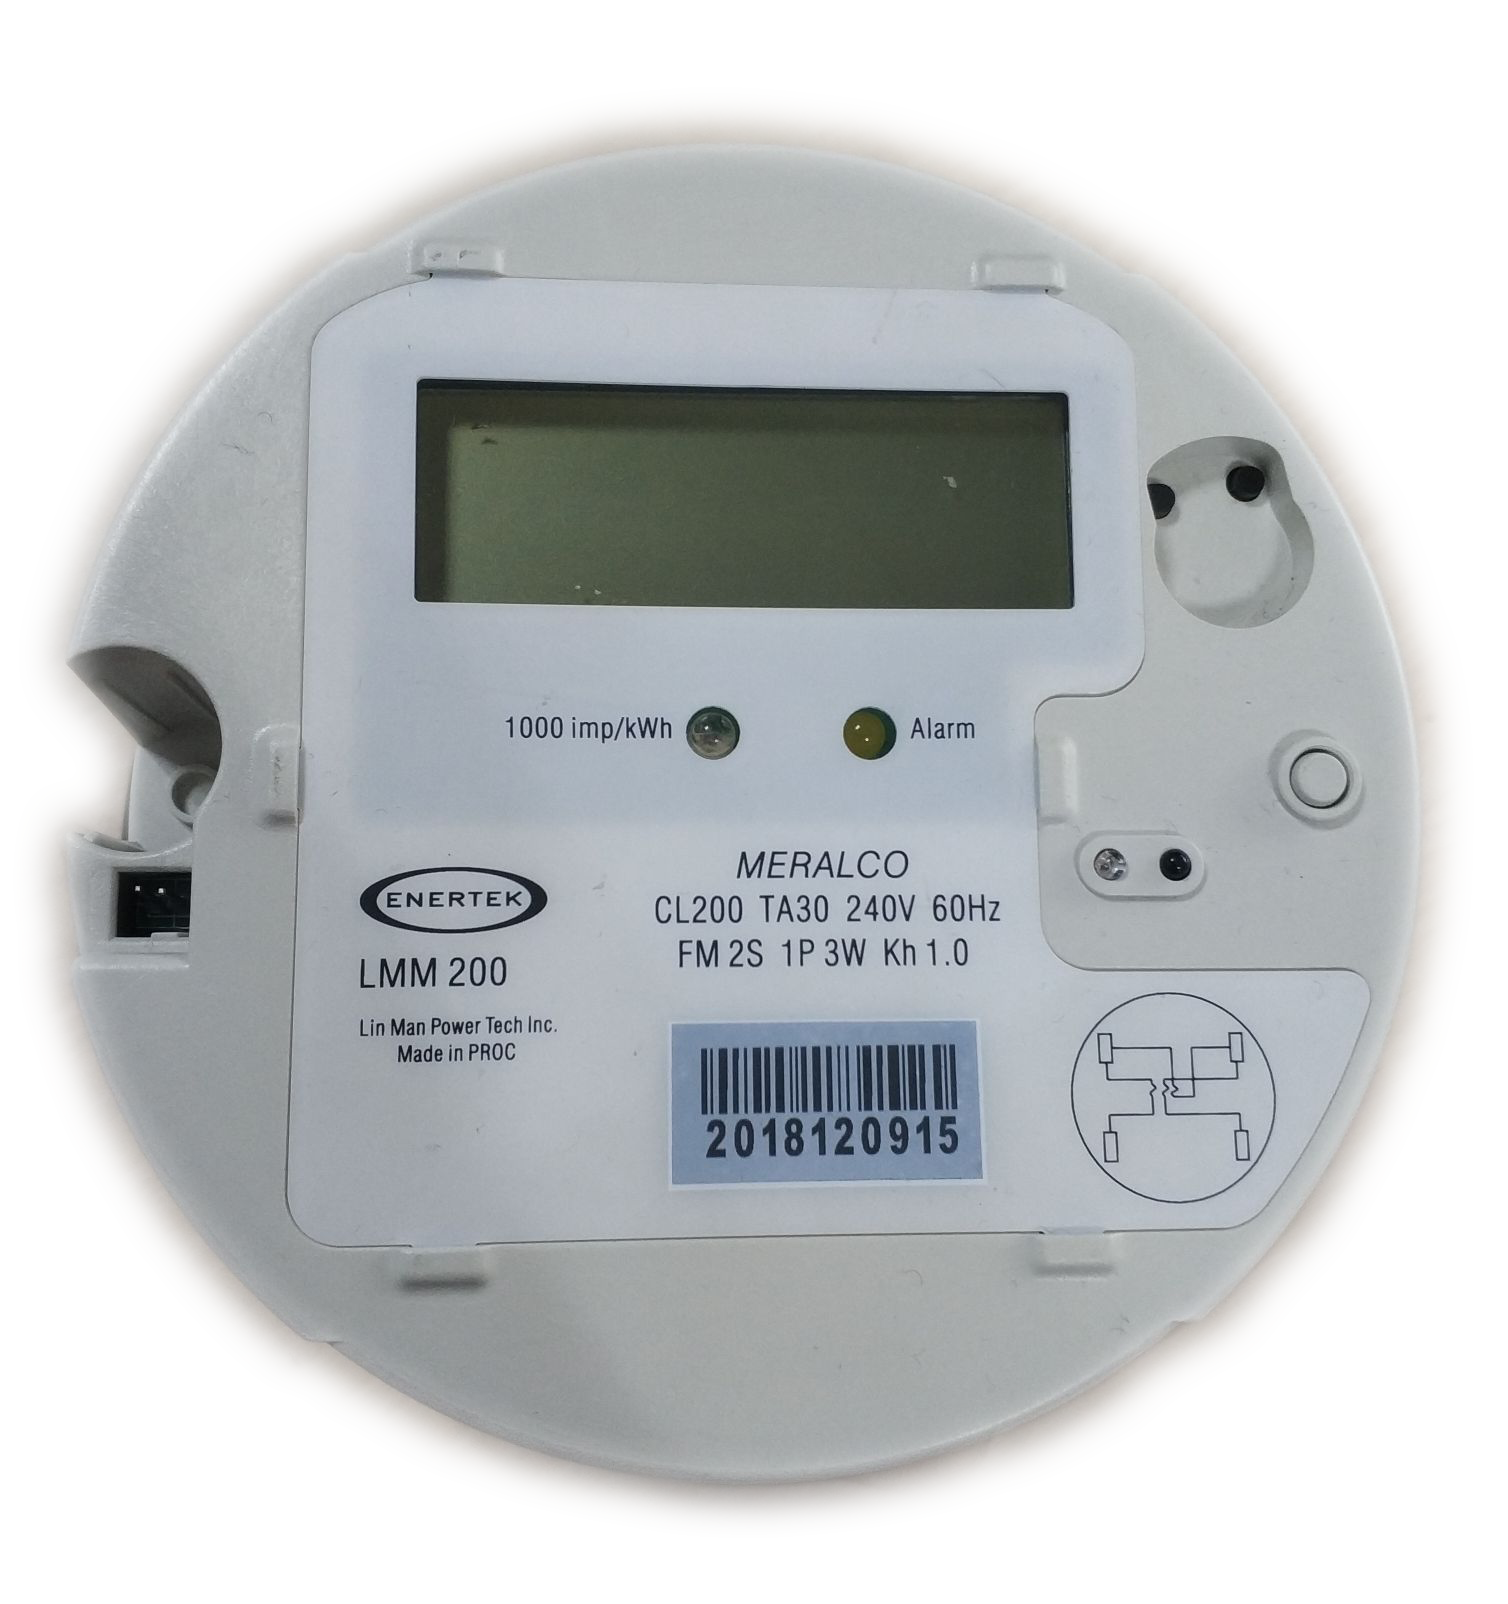 1000 imp/kWh
Alarm
ENERTEK
LMM 200
Lin Man Power Tech Inc.
Made in PROC
MERALCO
CL200 TA30 240V 60Hz
FM 2S 1P 3W Kh 1.0
2018120915